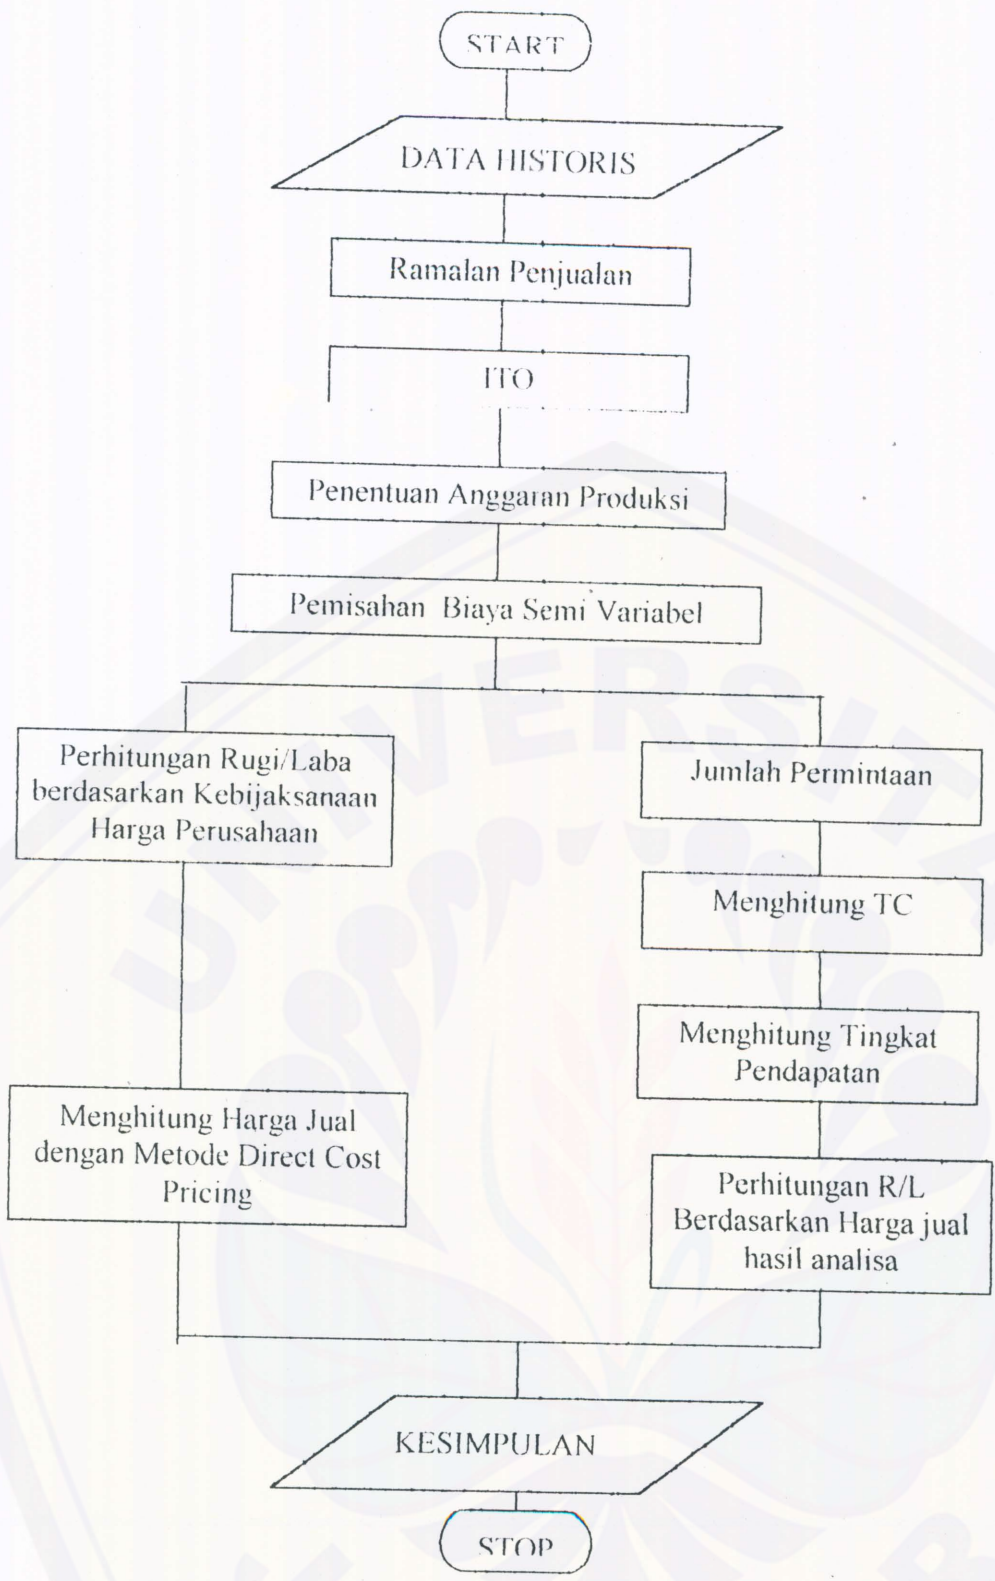 START
DATA HISTORIS
Ramalan Penjualan
ITO
Penentuan Anggaran Produksi
Pemisahan Biaya Semi Variabel
Perhitungan Rugi/Laba
berdasarkan Kebijaksanaan
Harga Perusahaan
Menghitung Harga Jual
dengan Metode Direct Cost
Pricing
Jumlah Permintaan
Menghitung TC
Menghitung Tingkat
Pendapatan
Perhitungan R/L
Berdasarkan Harga jual
hasil analisa
KESIMPULAN
STOP
UNIVERSITA